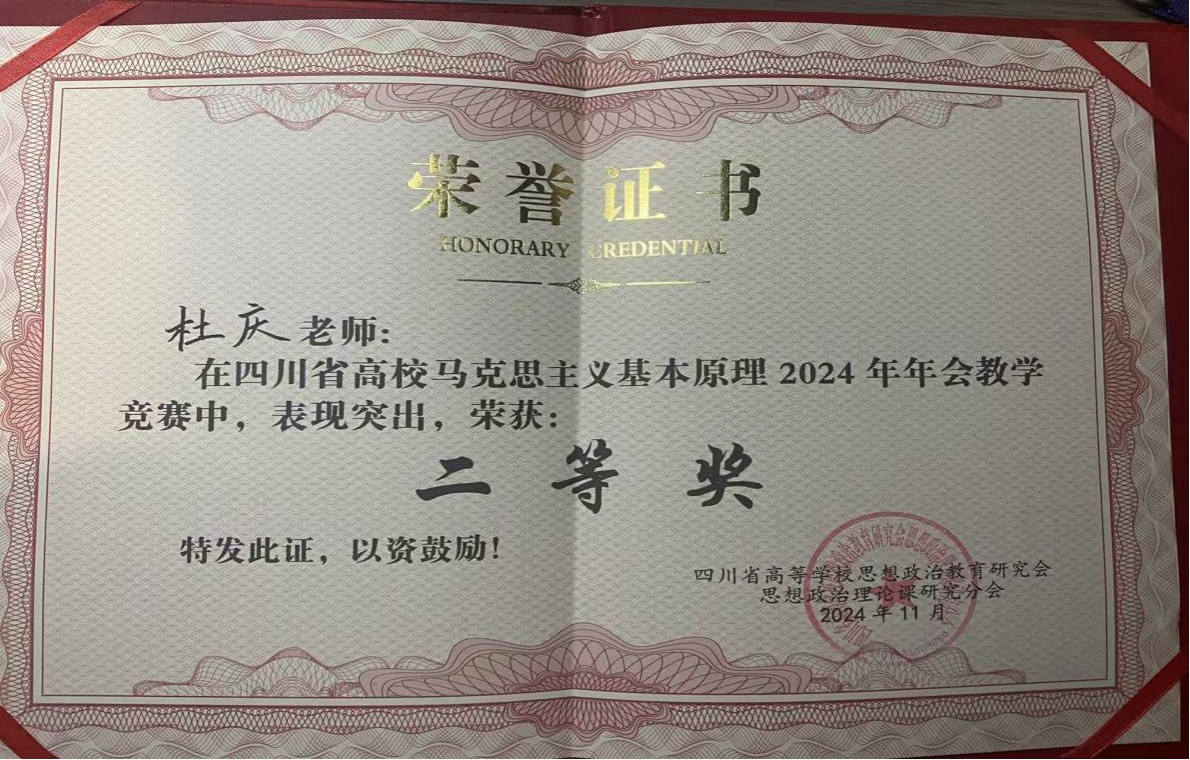 荣誉证书
HONORARY CREDENTIAL
杜庆老师:
在四川省高校马克思主义基本原理 2024 年年会教学
竞赛中，表现突出，荣获:
二等奖
特发此证，以资鼓励!
四川省高等学校思想政治教育研究会
思想政治理论课研究分会
2024 年 11 月